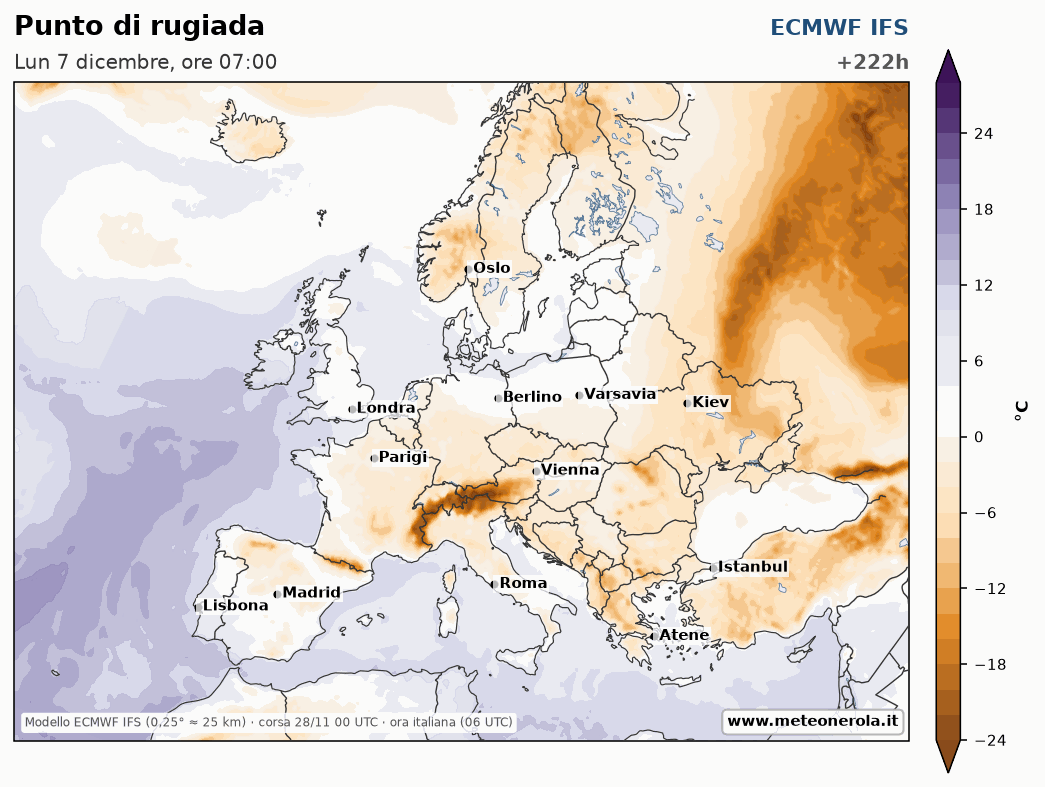 Punto di rugiada
ECMWF IFS
Lun 7 dicembre, ore 07:00
+222h
Oslo
Londra
Berlino
Varsavia
Kiev
Parigi
Vienna
Istanbul
Madrid
Roma
Lisbona
Atene
Modello ECMWF IFS (0,25° ≈ 25 km) · corsa 28/11 00 UTC · ora italiana (06 UTC)
www.meteonerola.it
24
18
12
6
0
−6
−12
−18
−24
°C